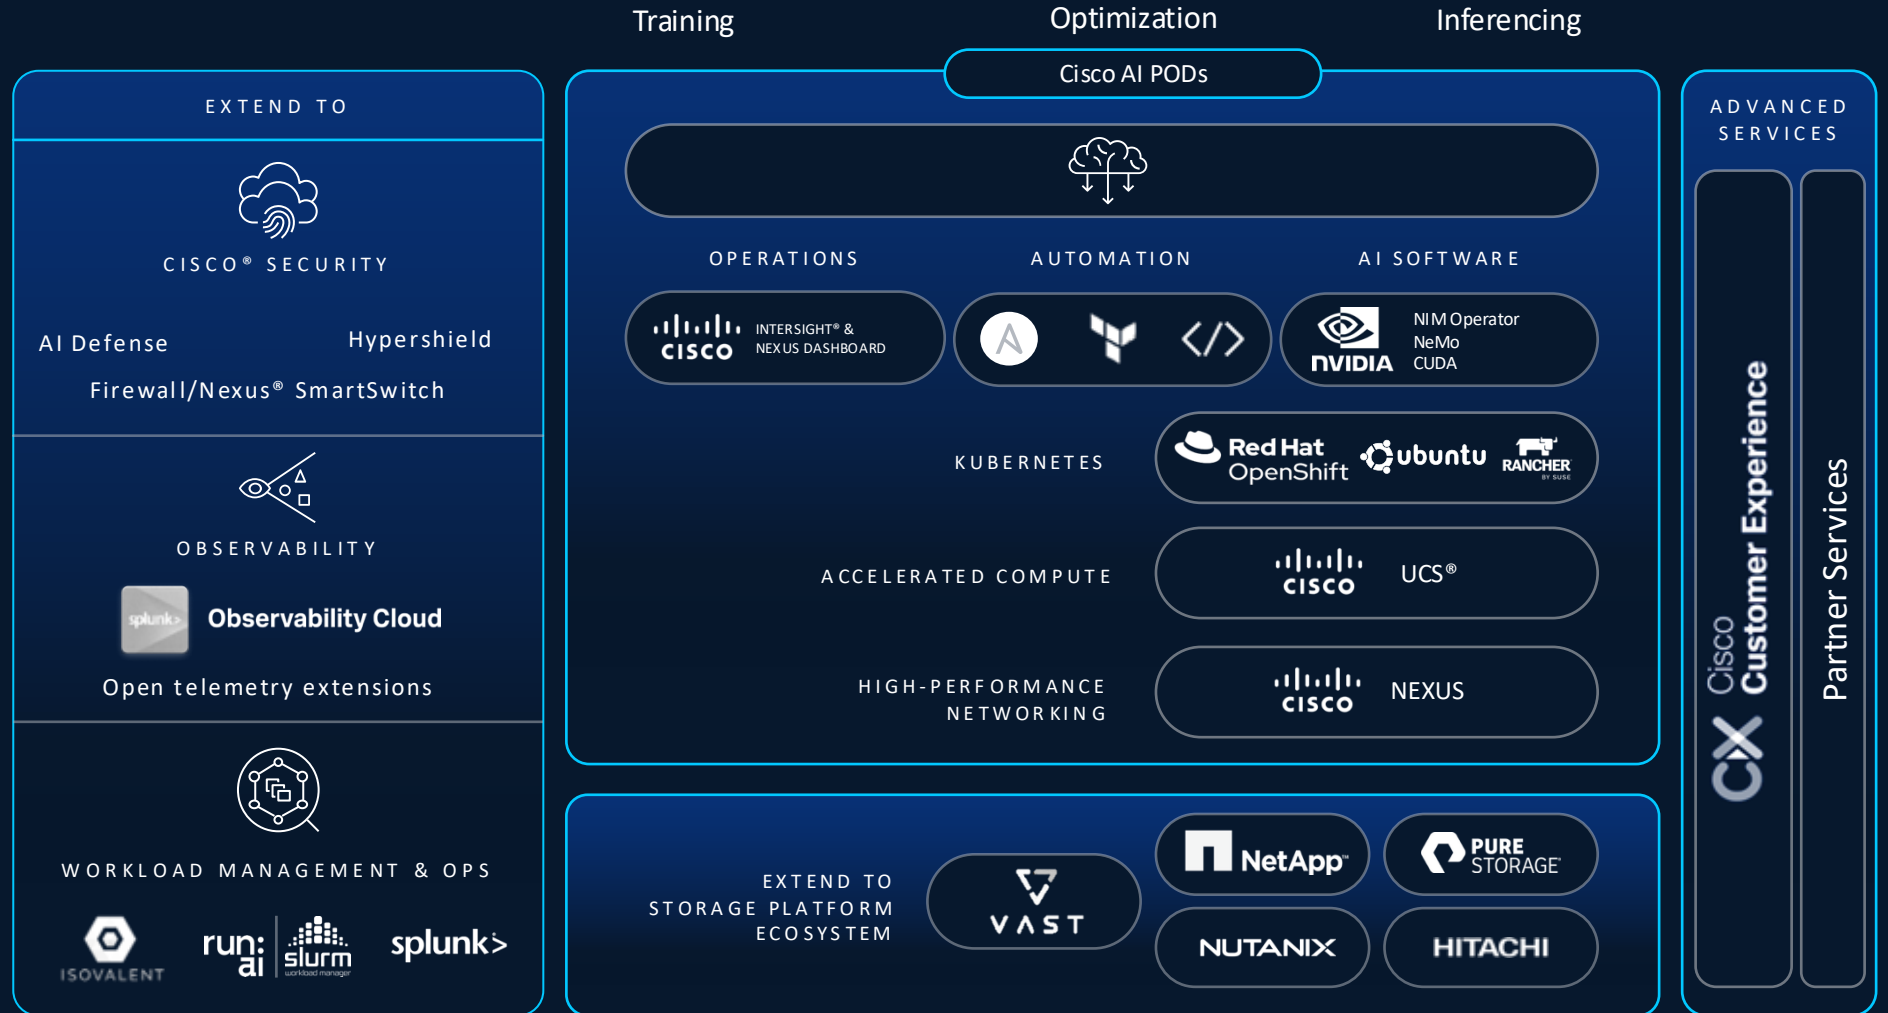 Training
Optimization
Inferencing
EXTEND TO
CISCO® SECURITY
AI Defense
Hypershield
Firewall/Nexus® SmartSwitch
OBSERVABILITY
splunk>
Observability Cloud
Open telemetry extensions
WORKLOAD MANAGEMENT & OPS
ISOVALENT
run:
ai
slurm
workload manager
splunk>
Cisco AI PODs
OPERATIONS
AUTOMATION
AI SOFTWARE
CISCO
INTERSIGHT® &
NEXUS DASHBOARD
A
</>
NVIDIA
NIM Operator
NeMo
CUDA
KUBERNETES
Red Hat
OpenShift
ubuntu
RANCHER
BY SUSE
ACCELERATED COMPUTE
CISCO
UCS®
HIGH-PERFORMANCE
NETWORKING
CISCO
NEXUS
EXTEND TO
STORAGE PLATFORM
ECOSYSTEM
VAST
NetApp™
PURE
STORAGE®
NUTANIX
HITACHI
ADVANCED
SERVICES
CX
Cisco
Customer Experience
Partner Services